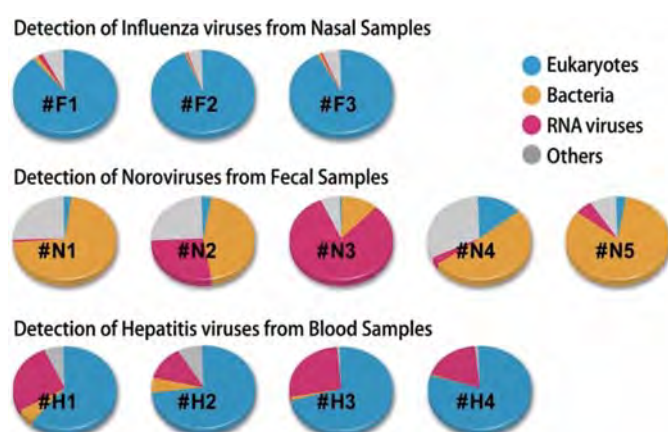 Detection of Influenza viruses from Nasal Samples
#F1 #F2 #F3
Eukaryotes
Bacteria
RNA viruses
Others
Detection of Noroviruses from Fecal Samples
#N1 #N2 #N3 #N4 #N5
Detection of Hepatitis viruses from Blood Samples
#H1 #H2 #H3 #H4